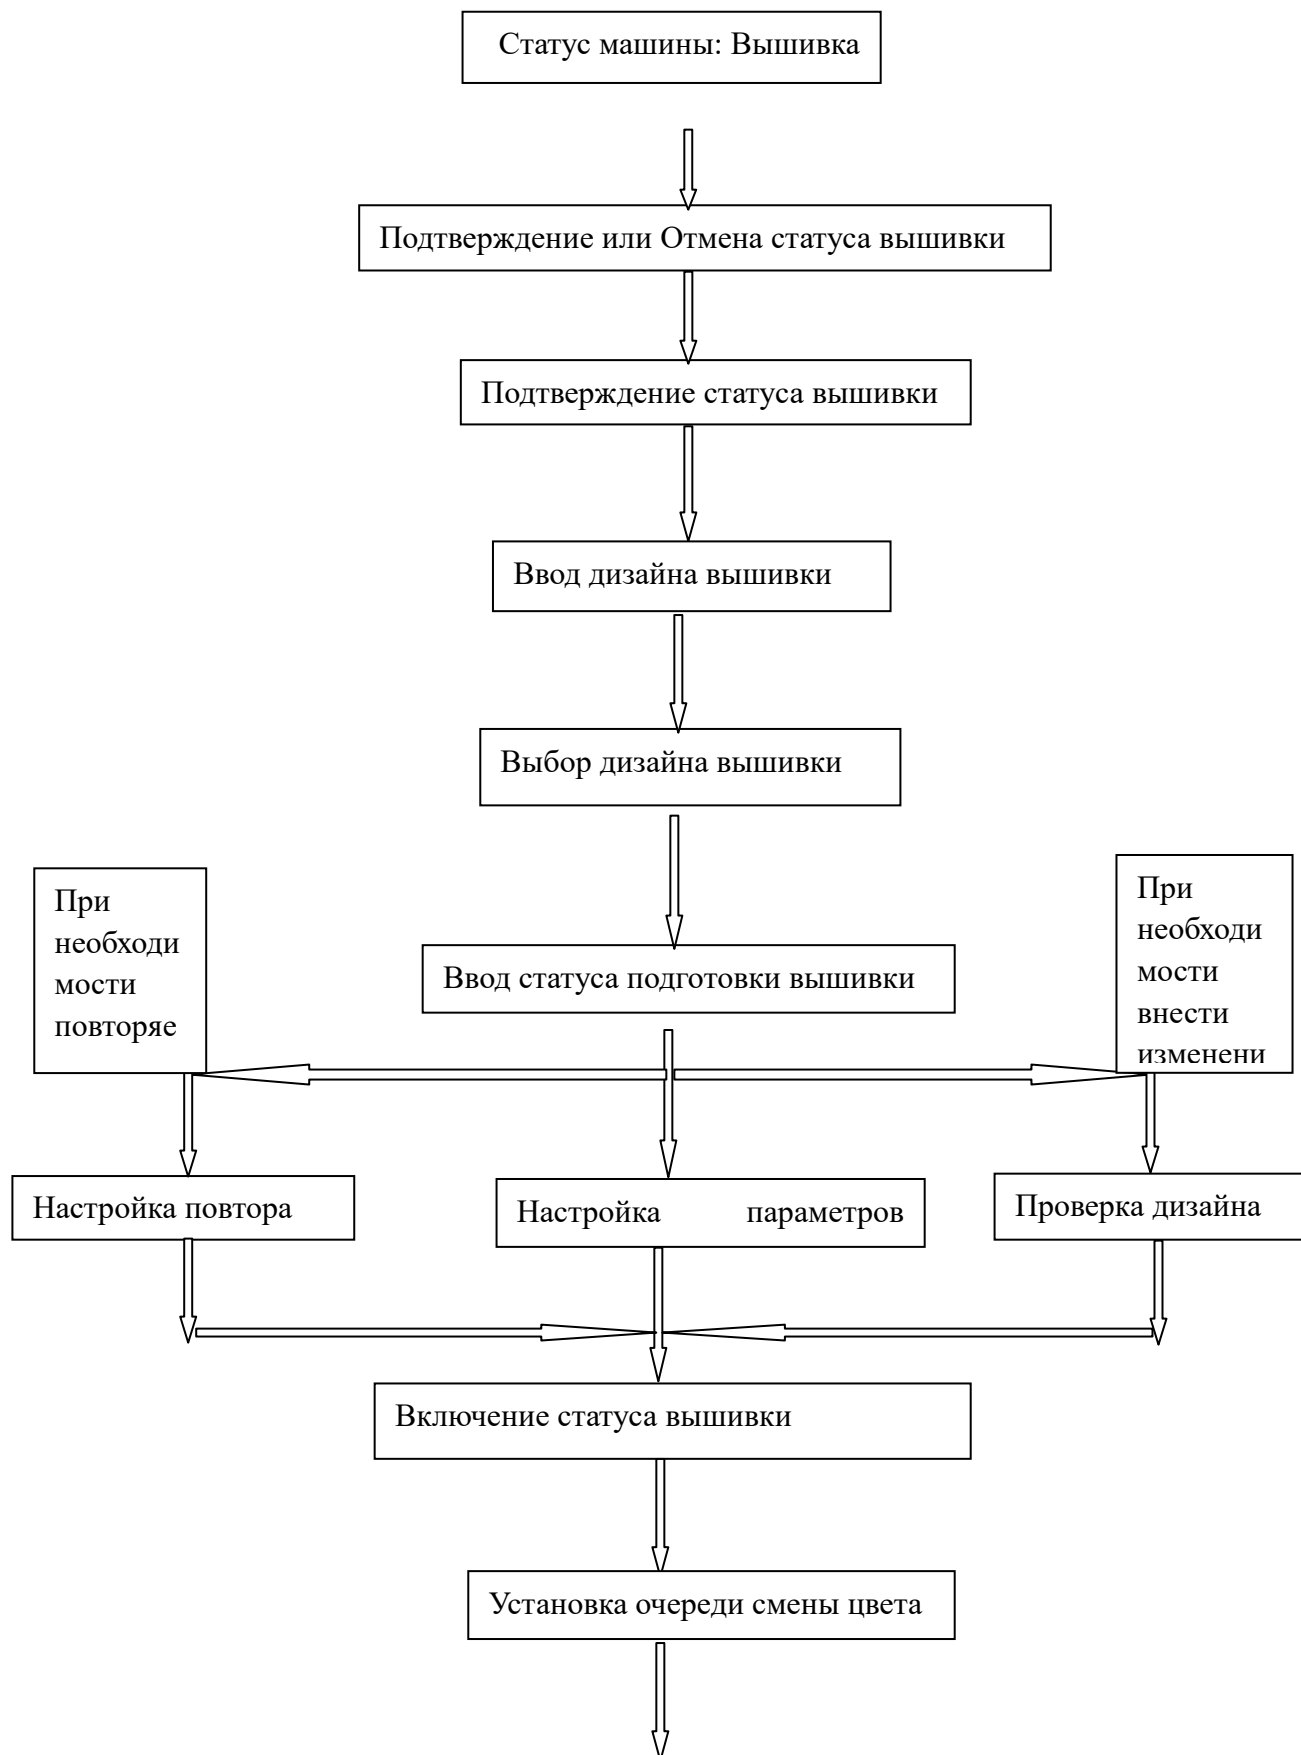 Статус машины: Вышивка
Подтверждение или Отмена статуса вышивки
Подтверждение статуса вышивки
Ввод дизайна вышивки
Выбор дизайна вышивки
При
необходи
мости
повторяе
При
необходи
мости
внести
изменени
Ввод статуса подготовки вышивки
Настройка повтора
Настройка параметров
Проверка дизайна
Включение статуса вышивки
Установка очереди смены цвета